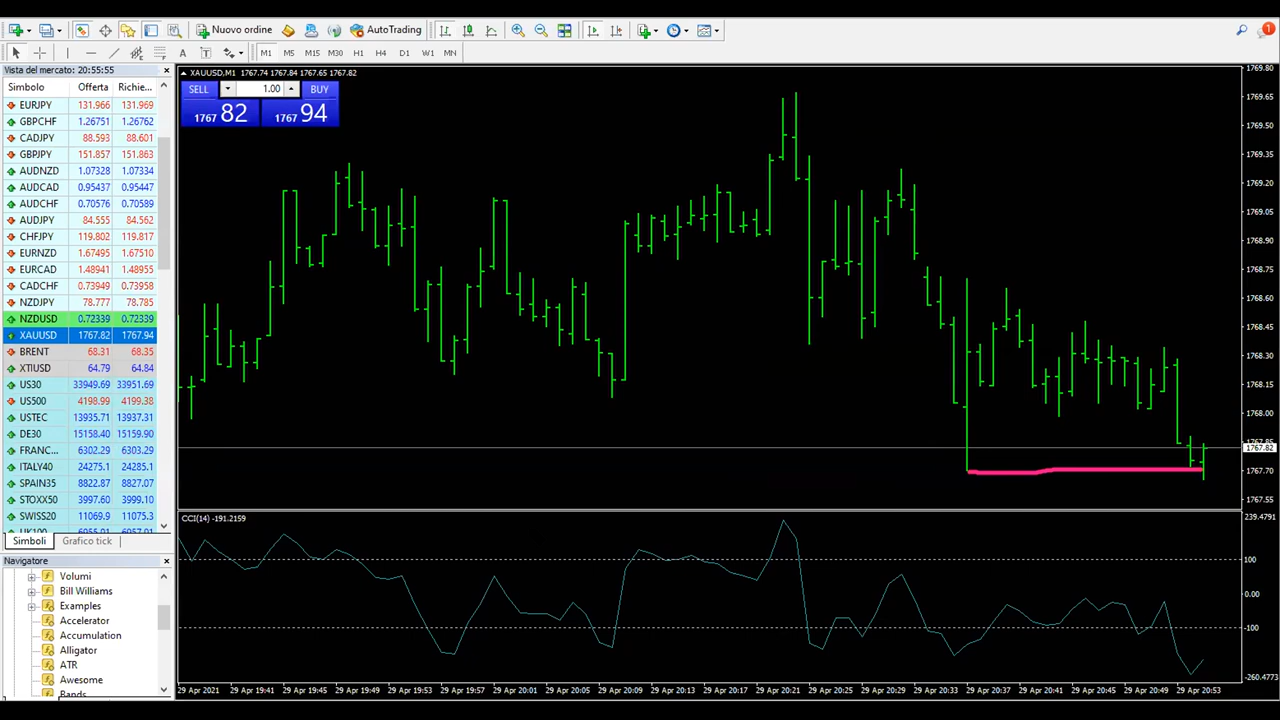 Nuovo ordine
AutoTrading
1
A
T
M1 M5 M15 M30 H1 H4 D1 W1 MN
Vista del mercato: 20:55:55
Simbolo Offerta Richie...
EURJPY 131.966 131.969
GBPCHF 1.26751 1.26762
CADJPY 88.593 88.601
GBPJPY 151.857 151.863
AUDNZD 1.07328 1.07334
AUDCAD 0.95437 0.95447
AUDCHF 0.70576 0.70589
AUDJPY 84.555 84.562
CHFJPY 119.802 119.817
EURNZD 1.67495 1.67510
EURCAD 1.48941 1.48955
CADCHF 0.73949 0.73958
NZDJPY 78.777 78.785
NZDUSD 0.72339 0.72339
XAUUSD 1767.82 1767.94
BRENT 68.31 68.35
XTIUSD 64.79 64.84
US30 33949.69 33951.69
US500 4198.99 4199.38
USTEC 13935.71 13937.31
DE30 15158.40 15159.90
FRANC... 6302.29 6303.29
ITALY40 24275.1 24285.1
SPAIN35 8822.87 8827.07
STOXX50 3997.60 3999.10
SWISS20 11069.9 11075.3
UK100 6955.01 6957.01
Simboli Grafico tick
Navigatore
Volumi
Bill Williams
Examples
Accelerator
Accumulation
Alligator
ATR
Awesome
Bands
XAUUSD,M1 1767.74 1767.84 1767.65 1767.82
SELL 1.00 BUY
1767 82 1767 94
1769.80
1769.65
1769.50
1769.35
1769.20
1769.05
1768.90
1768.75
1768.60
1768.45
1768.30
1768.15
1768.00
1767.85
1767.82
1767.70
1767.55
CCI(14) -191.2159
239.4791
100
0.00
-100
-260.4773
29 Apr 2021 29 Apr 19:41 29 Apr 19:45 29 Apr 19:49 29 Apr 19:53 29 Apr 19:57 29 Apr 20:01 29 Apr 20:05 29 Apr 20:09 29 Apr 20:13 29 Apr 20:17 29 Apr 20:21 29 Apr 20:25 29 Apr 20:29 29 Apr 20:33 29 Apr 20:37 29 Apr 20:41 29 Apr 20:45 29 Apr 20:49 29 Apr 20:53